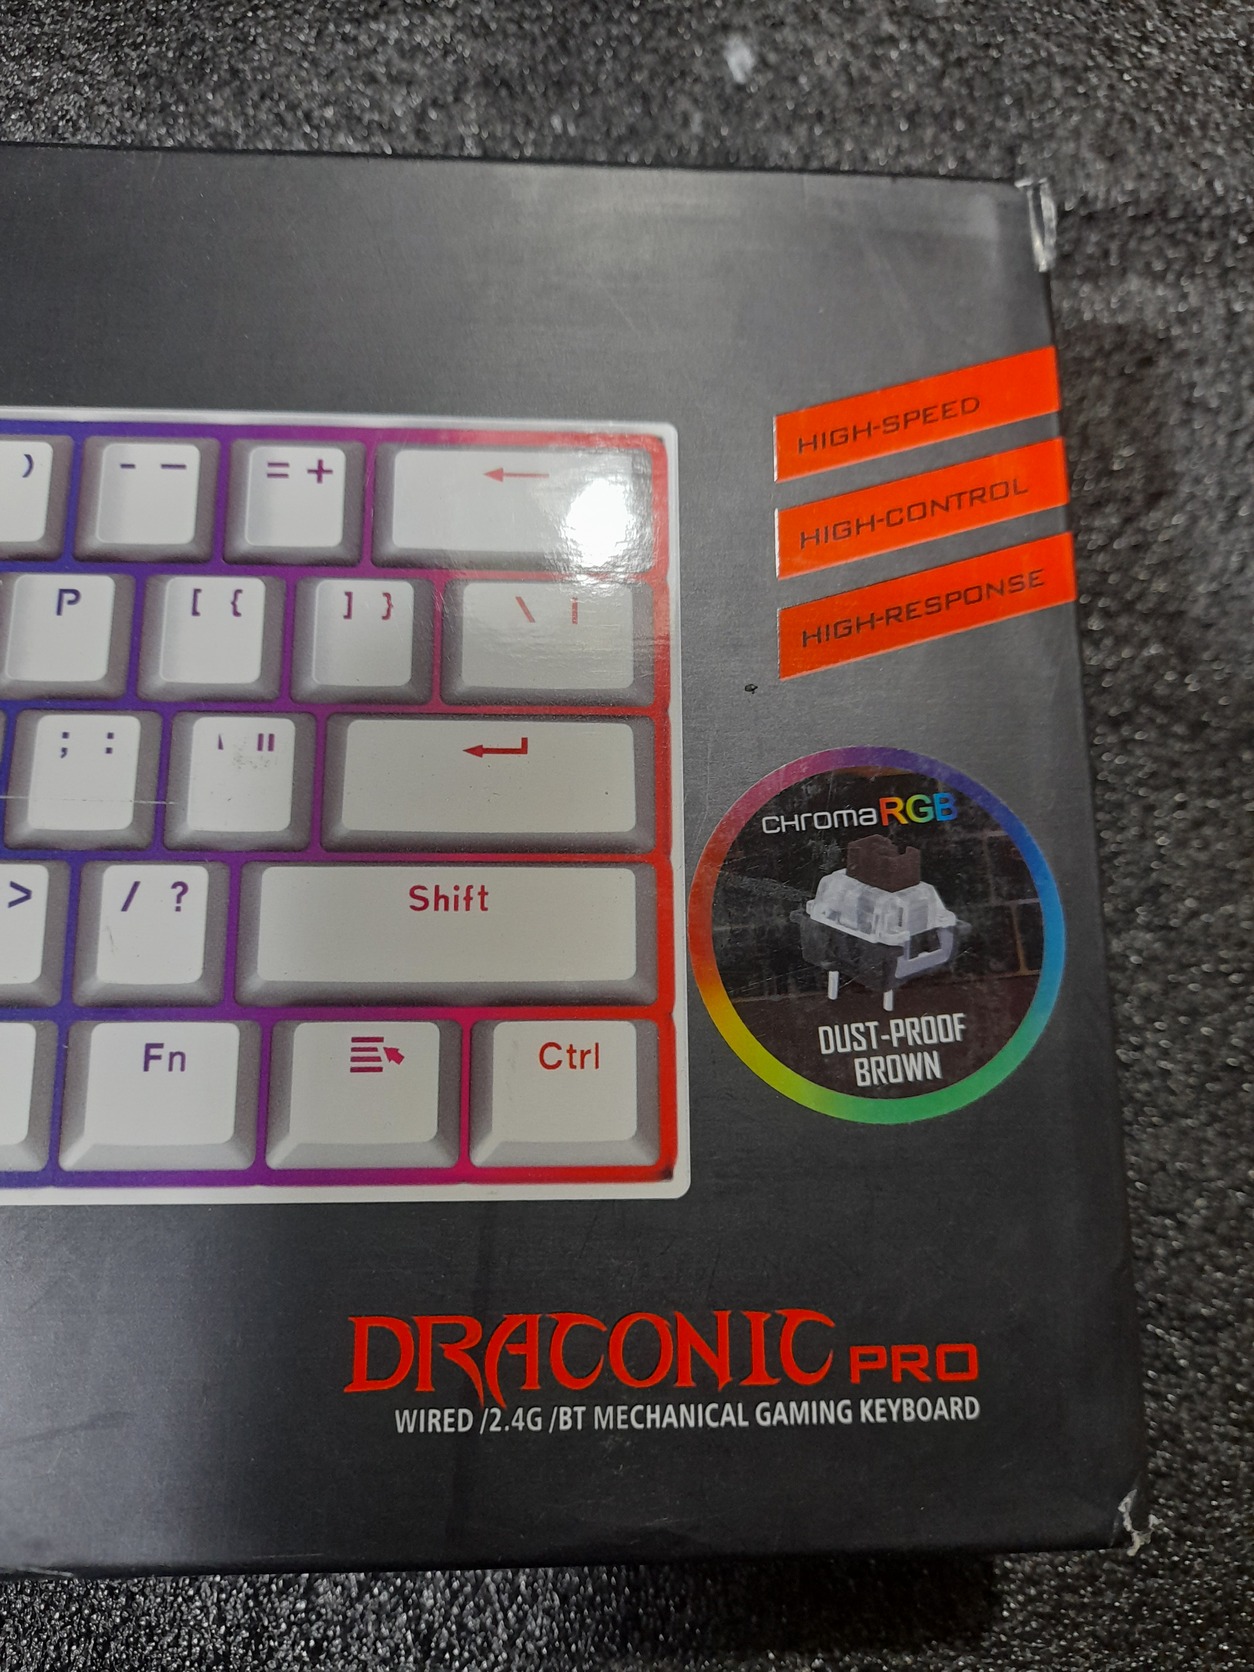 HIGH-SPEED
HIGH-CONTROL
HIGH-RESPONSE
) - — = +
P [ { ] } \ |
; : ' "
> / ? Shift
Fn Ctrl
CHromaRGB
DUST-PROOF
BROWN
DRACONIC PRO
WIRED /2.4G /BT MECHANICAL GAMING KEYBOARD